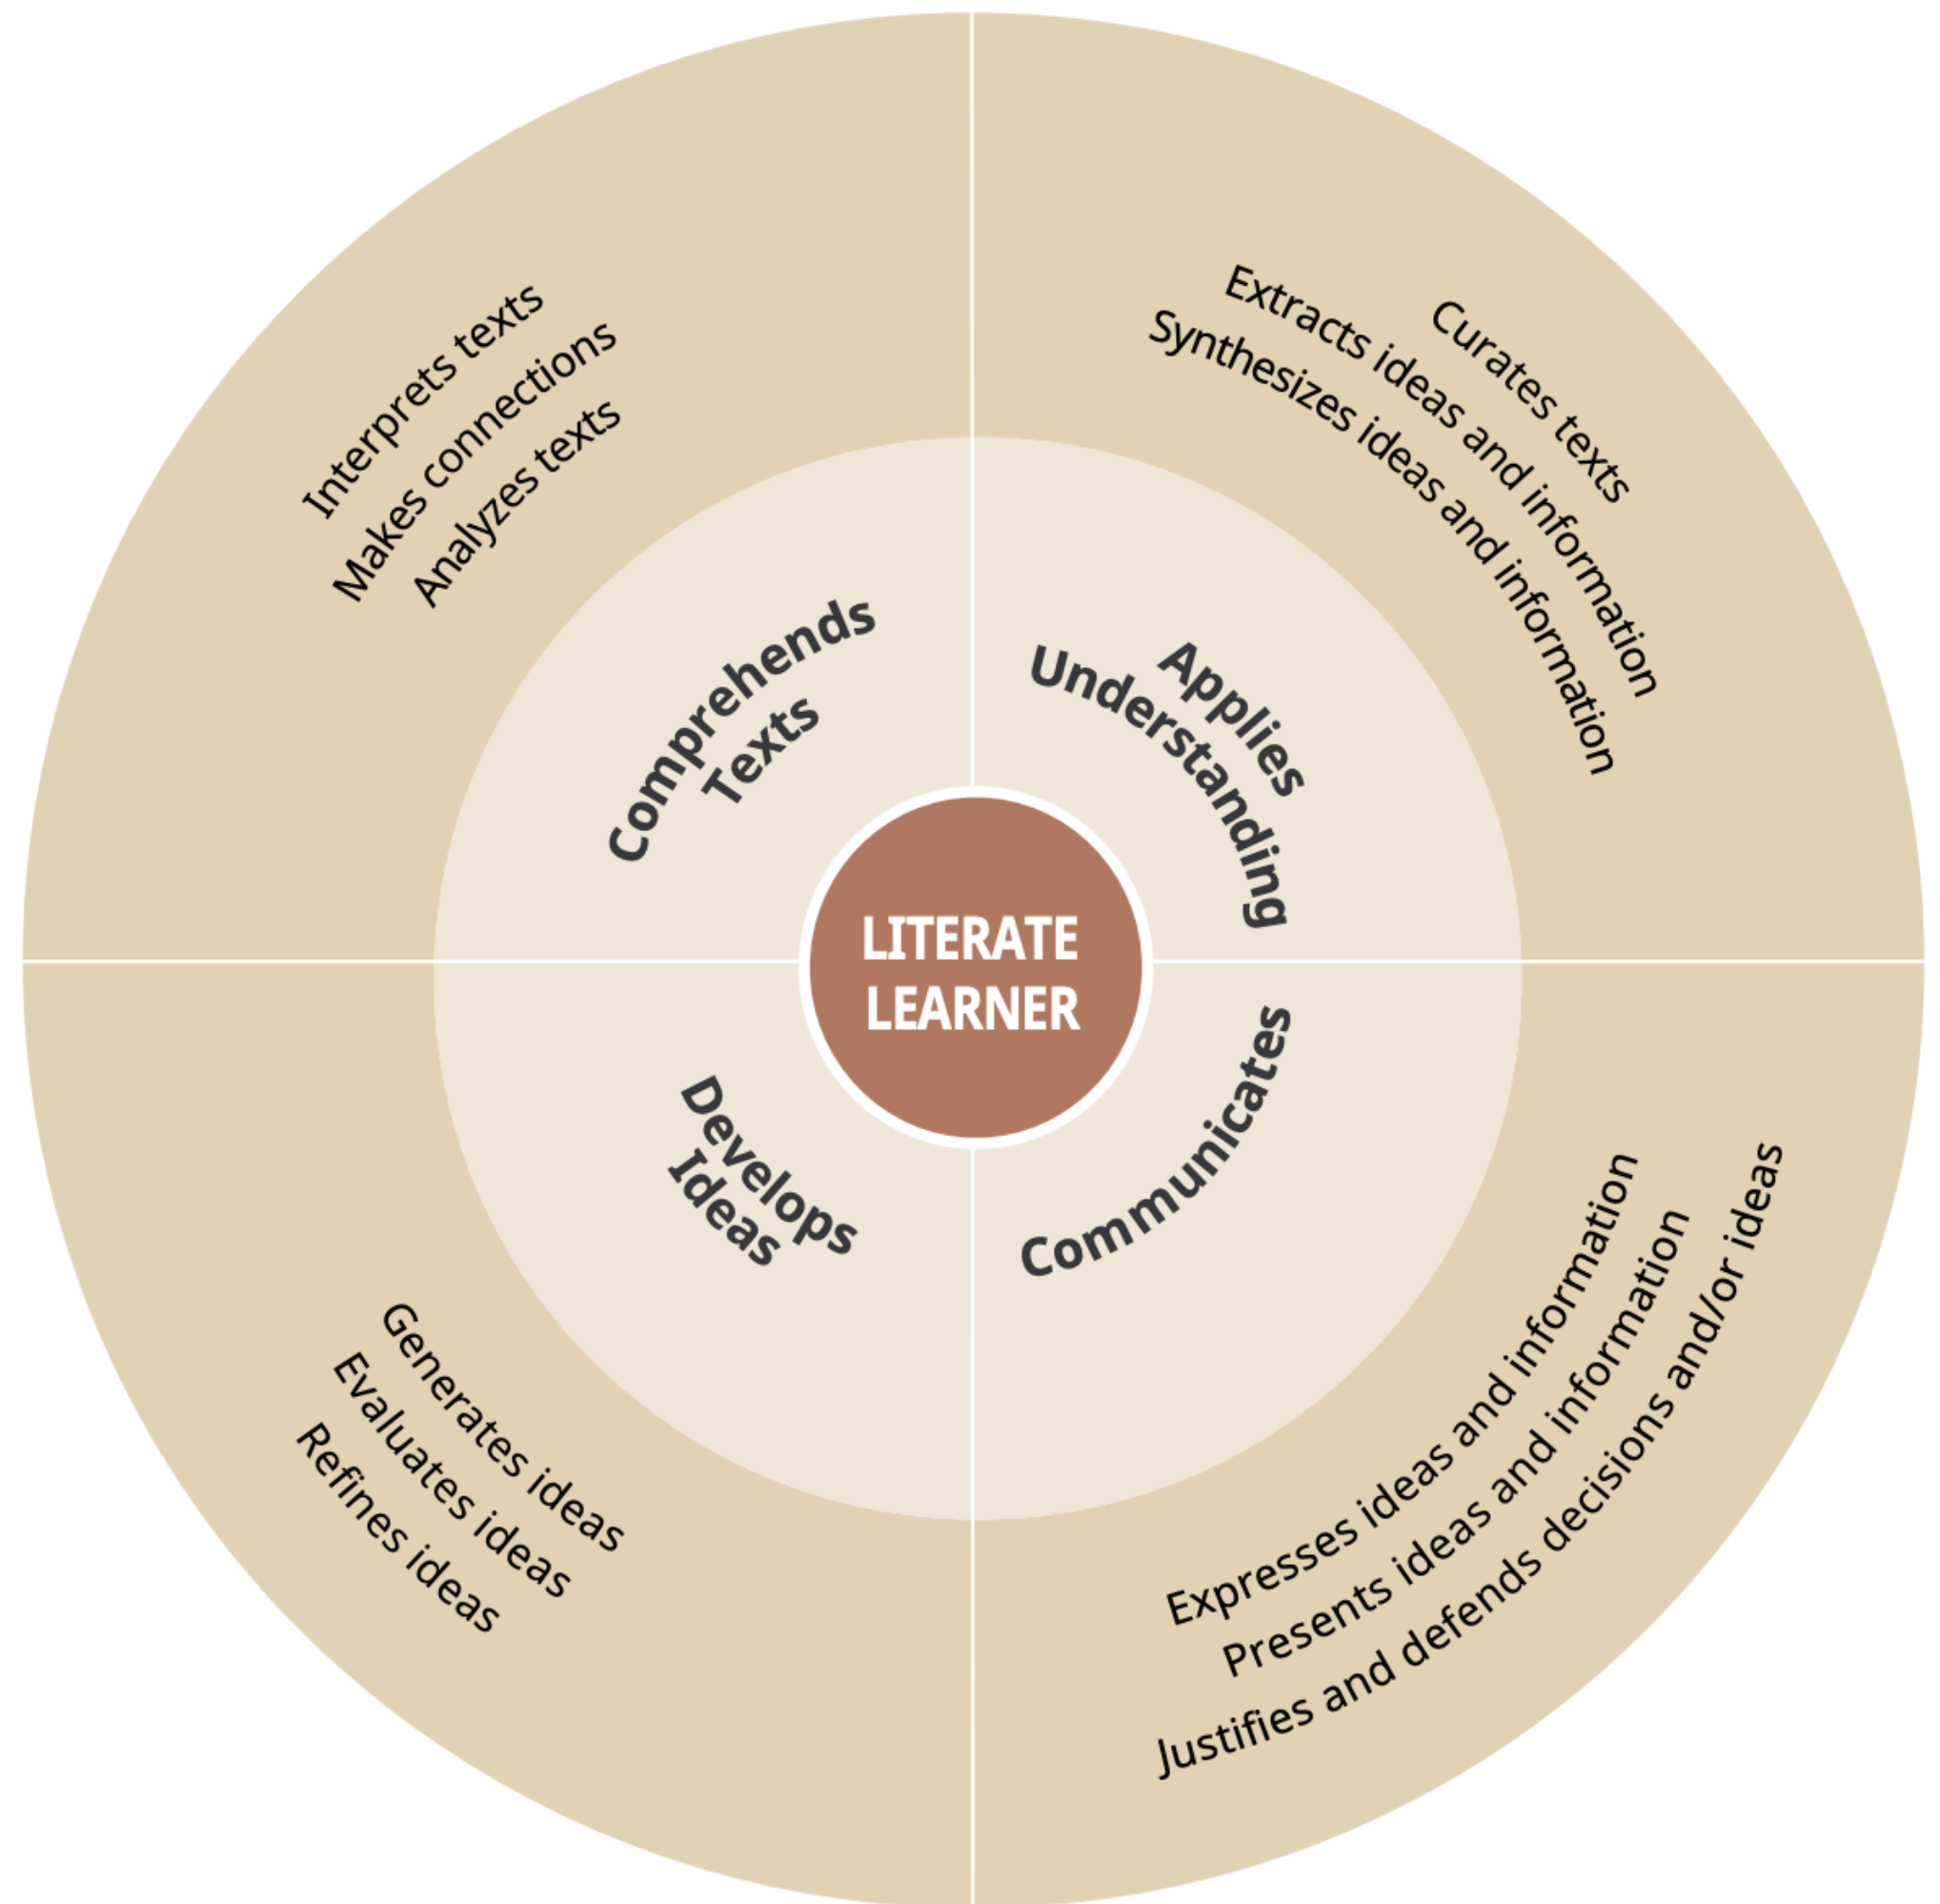 Interprets texts
Makes connections
Analyzes texts
Comprehends
Texts
Curates texts
Extracts ideas and information
Synthesizes ideas and information
Applies
Understanding
LITERATE
LEARNER
Develops
Ideas
Generates ideas
Evaluates ideas
Refines ideas
Communicates
Expresses ideas and information
Presents ideas and information
Justifies and defends decisions and/or ideas